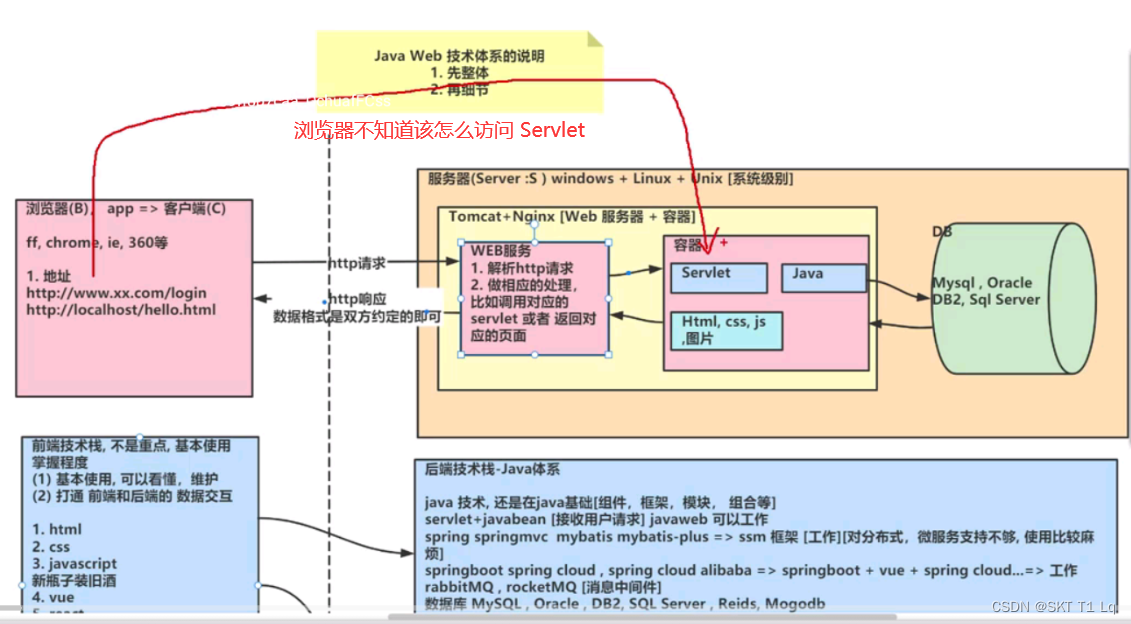 Java Web 技术体系的说明
1. 先整体
2. 再细节
浏览器不知道该怎么访问 Servlet
服务器(Server :S ) windows + Linux + Unix [系统级别]
浏览器(B)， app => 客户端(C)
ff, chrome, ie, 360等
1. 地址
http://www.xx.com/login
http://localhost/hello.html
http请求
http响应
数据格式是双方约定的即可
Tomcat+Nginx [Web 服务器 + 容器]
WEB服务
1. 解析http请求
2. 做相应的处理，
比如调用对应的
servlet 或者 返回对
应的页面
容器
Servlet
Java
Html, css, js
,图片
DB
Mysql , Oracle
DB2, Sql Server
前端技术栈, 不是重点, 基本使用
掌握程度
(1) 基本使用, 可以看懂，维护
(2) 打通 前端和后端的 数据交互
1. html
2. css
3. javascript
新瓶子装旧酒
4. vue
5. react
后端技术栈-Java体系
java 技术, 还是在java基础[组件，框架，模块， 组合等]
servlet+javabean [接收用户请求] javaweb 可以工作
spring springmvc mybatis mybatis-plus => ssm 框架 [工作][对分布式，微服务支持不够, 使用比较麻
烦]
springboot spring cloud , spring cloud alibaba => springboot + vue + spring cloud...=> 工作
rabbitMQ , rocketMQ [消息中间件]
数据库 MySQL , Oracle , DB2, SQL Server , Reids, Mogodb
CSDN @SKT T1 Lq